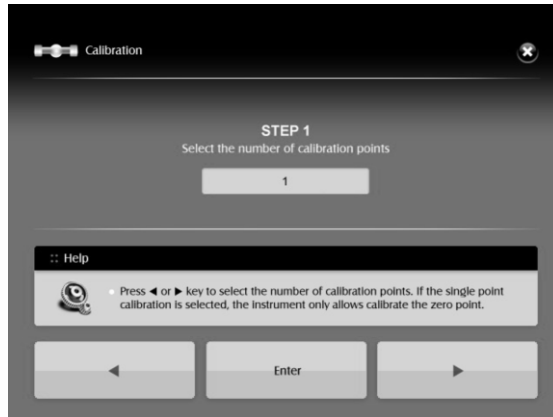 Calibration
STEP 1
Select the number of calibration points
1
:: Help
Press ◄ or ► key to select the number of calibration points. If the single point
calibration is selected, the instrument only allows calibrate the zero point.
◄ Enter ►